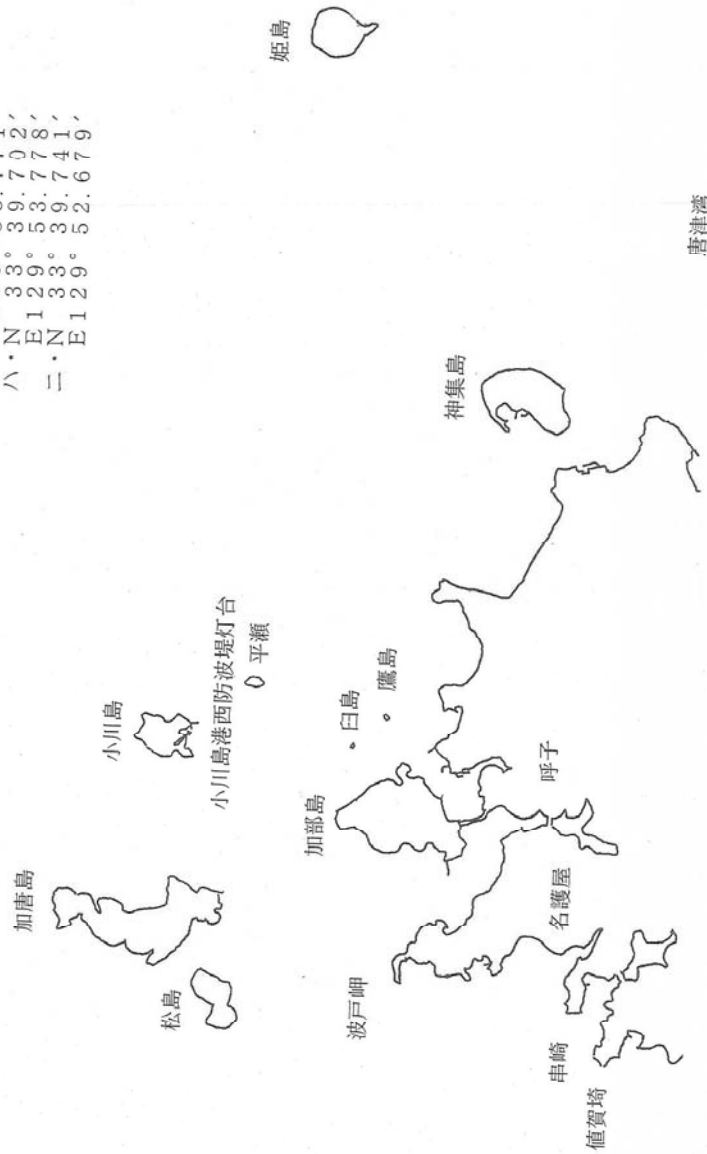 ハ・N 33° 39.702′
E129° 53.778′
ニ・N 33° 39.741′
E129° 52.679′
姫島
加唐島
小川島
松島
小川島港西防波堤灯台
平瀬
加部島
臼島
鷹島
神集島
波戸岬
呼子
名護屋
串崎
値賀埼
唐津湾